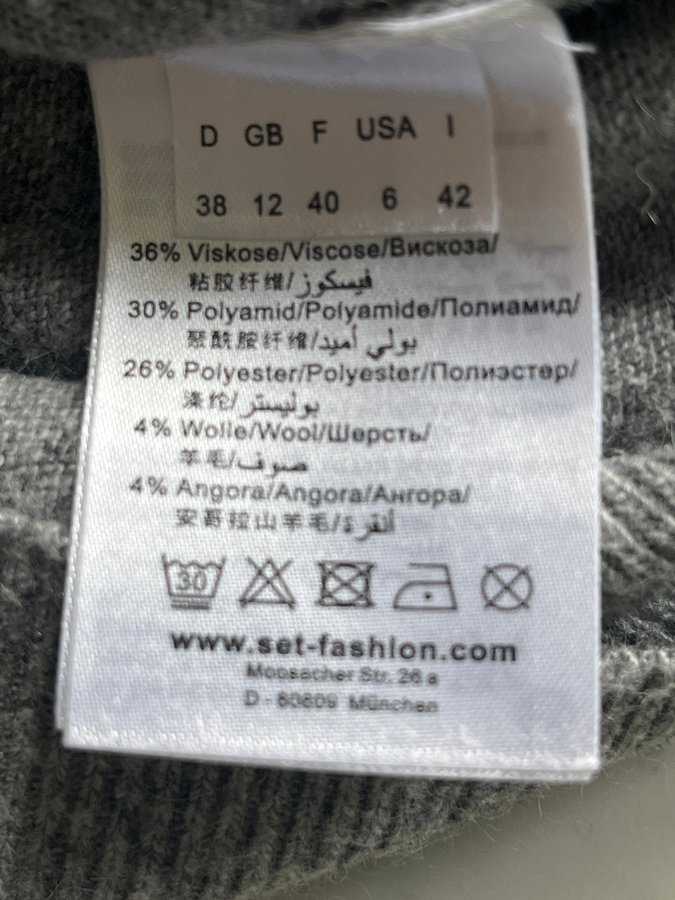 D GB F USA I
38 12 40 6 42
36% Viskose/Viscose/Вискоза/
粘胶纤维/فيسكوز/
30% Polyamid/Polyamide/Полиамид/
聚酰胺纤维/بولي أميد/
26% Polyester/Polyester/Полиэстер/
涤纶/بوليستر/
4% Wolle/Wool/Шерсть/
羊毛/صوف/
4% Angora/Angora/Ангора/
安哥拉山羊毛/أنقرة/
30
www.set-fashion.com
Moosacher Str. 26 a
D - 80809 München